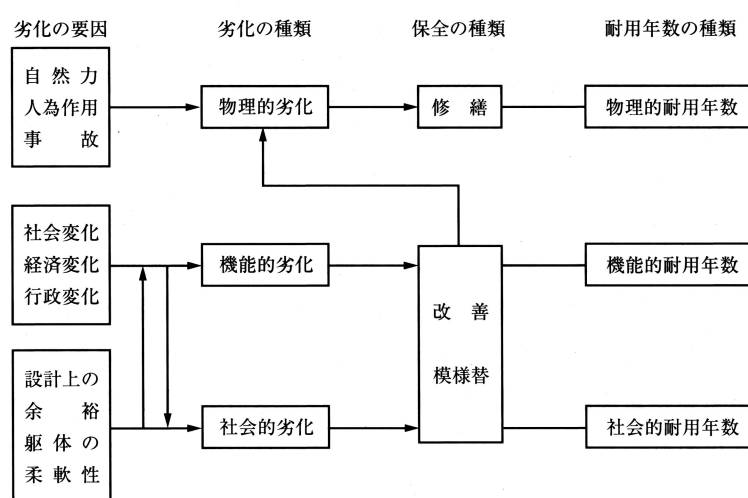 劣化の要因
劣化の種類
保全の種類
耐用年数の種類
自然力
人為作用
事故
物理的劣化
修繕
物理的耐用年数
社会変化
経済変化
行政変化
機能的劣化
改善
模様替
機能的耐用年数
設計上の
余裕
躯体の
柔軟性
社会的劣化
社会的耐用年数